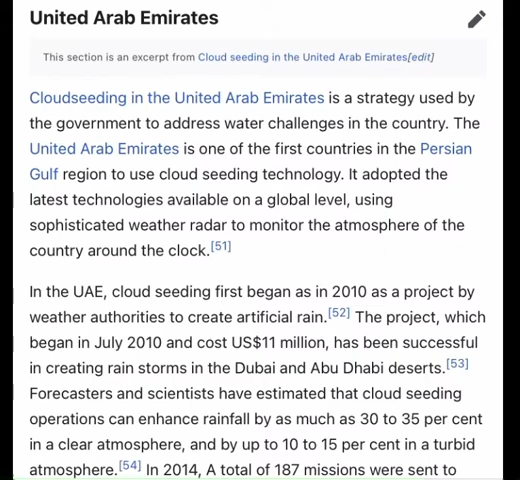 United Arab Emirates
This section is an excerpt from Cloud seeding in the United Arab Emirates[edit]
Cloudseeding in the United Arab Emirates is a strategy used by
the government to address water challenges in the country. The
United Arab Emirates is one of the first countries in the Persian
Gulf region to use cloud seeding technology. It adopted the
latest technologies available on a global level, using
sophisticated weather radar to monitor the atmosphere of the
country around the clock.[51]
In the UAE, cloud seeding first began as in 2010 as a project by
weather authorities to create artificial rain.[52] The project, which
began in July 2010 and cost US$11 million, has been successful
in creating rain storms in the Dubai and Abu Dhabi deserts.[53]
Forecasters and scientists have estimated that cloud seeding
operations can enhance rainfall by as much as 30 to 35 per cent
in a clear atmosphere, and by up to 10 to 15 per cent in a turbid
atmosphere.[54] In 2014, A total of 187 missions were sent to